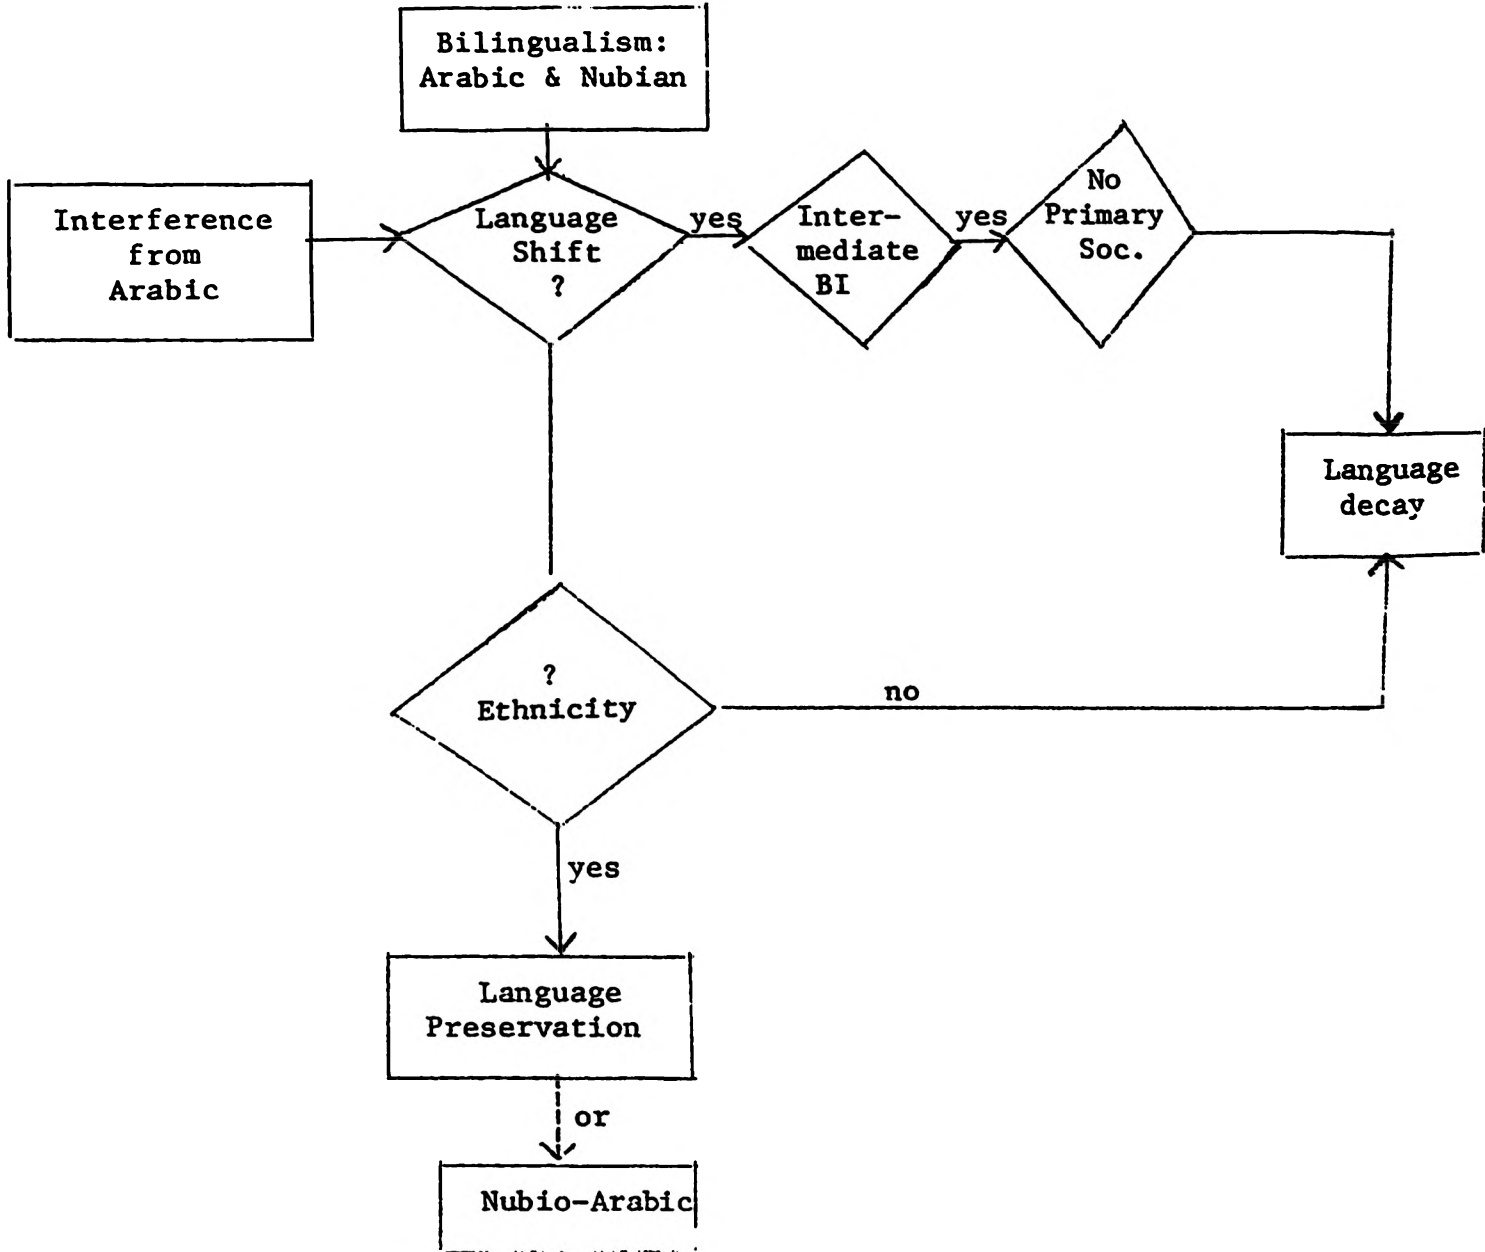 Bilingualism:
Arabic & Nubian
Interference
from
Arabic
Language
Shift
?
yes
Inter-
mediate
BI
yes
No
Primary
Soc.
Language
decay
?
Ethnicity
no
yes
Language
Preservation
or
Nubio-Arabic